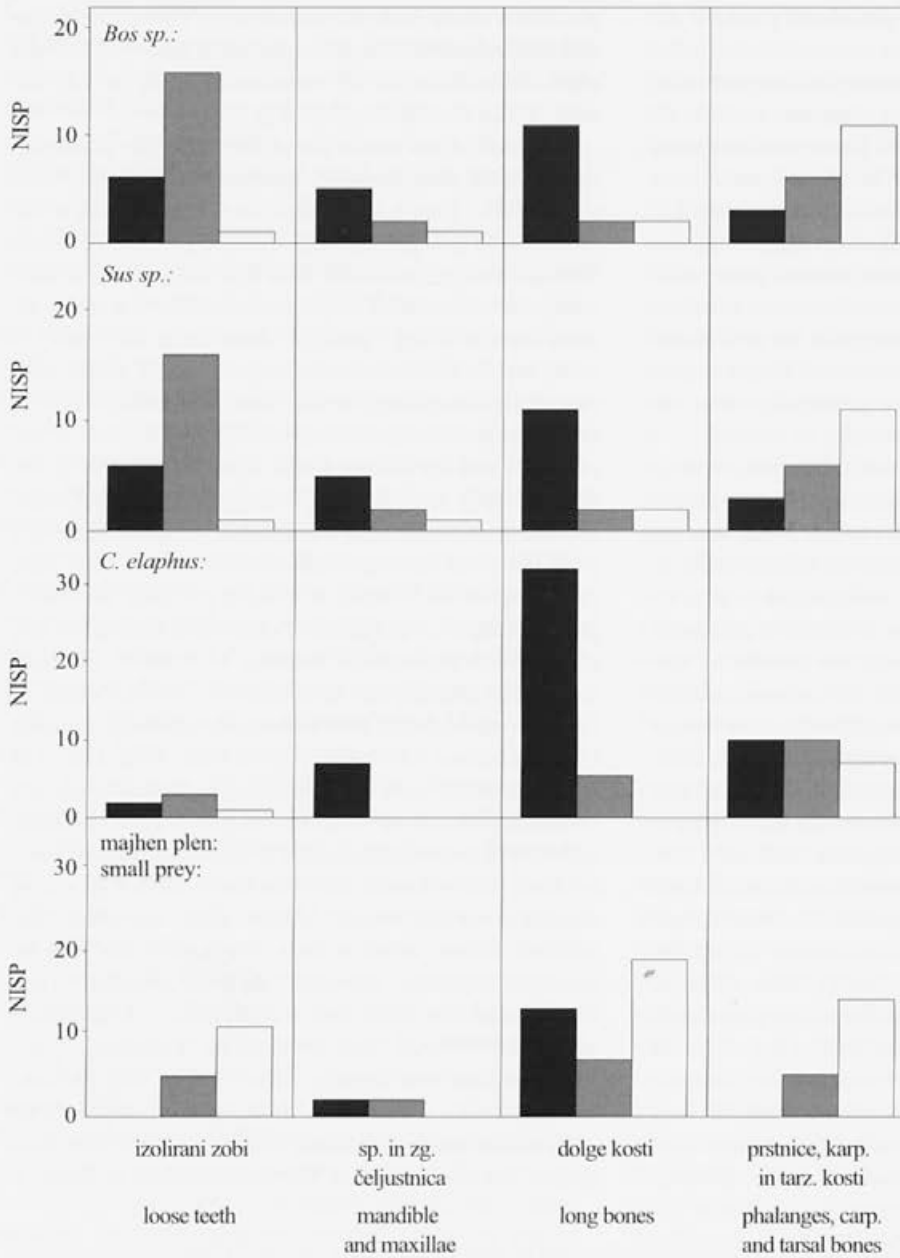 20
Bos sp.:
NISP
10
0
Sus sp.:
20
NISP
10
0
C. elaphus:
30
NISP
20
10
0
majhen plen:
small prey:
30
20
NISP
10
0
izolirani zobi
sp. in zg.
čeljustnica
dolge kosti
prstnice, karp.
in tarz. kosti
loose teeth
mandible
and maxillae
long bones
phalanges, carp.
and tarsal bones